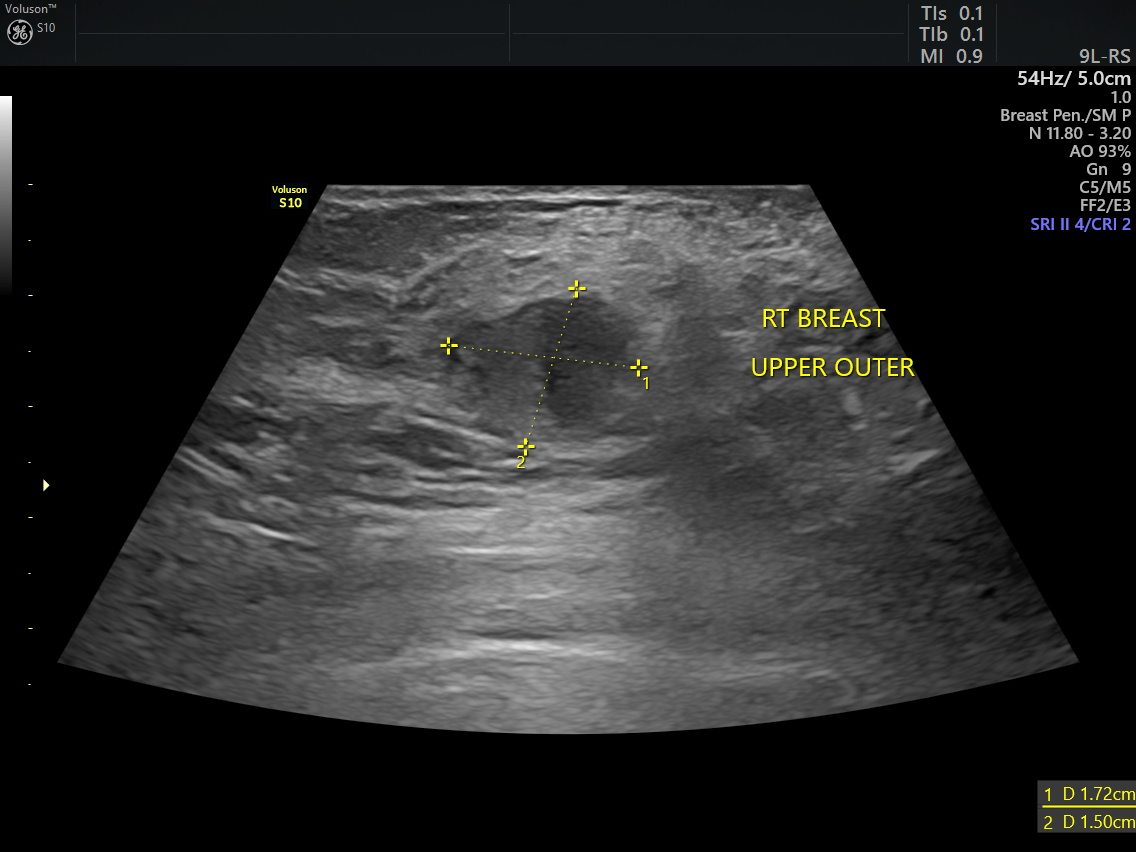 Voluson™
S10
TIs 0.1
TIb 0.1
MI 0.9
9L-RS
54Hz/ 5.0cm
1.0
Breast Pen./SM P
N 11.80 - 3.20
AO 93%
Gn 9
C5/M5
FF2/E3
SRI II 4/CRI 2
Voluson
S10
RT BREAST
UPPER OUTER
1
2
1 D 1.72cm
2 D 1.50cm